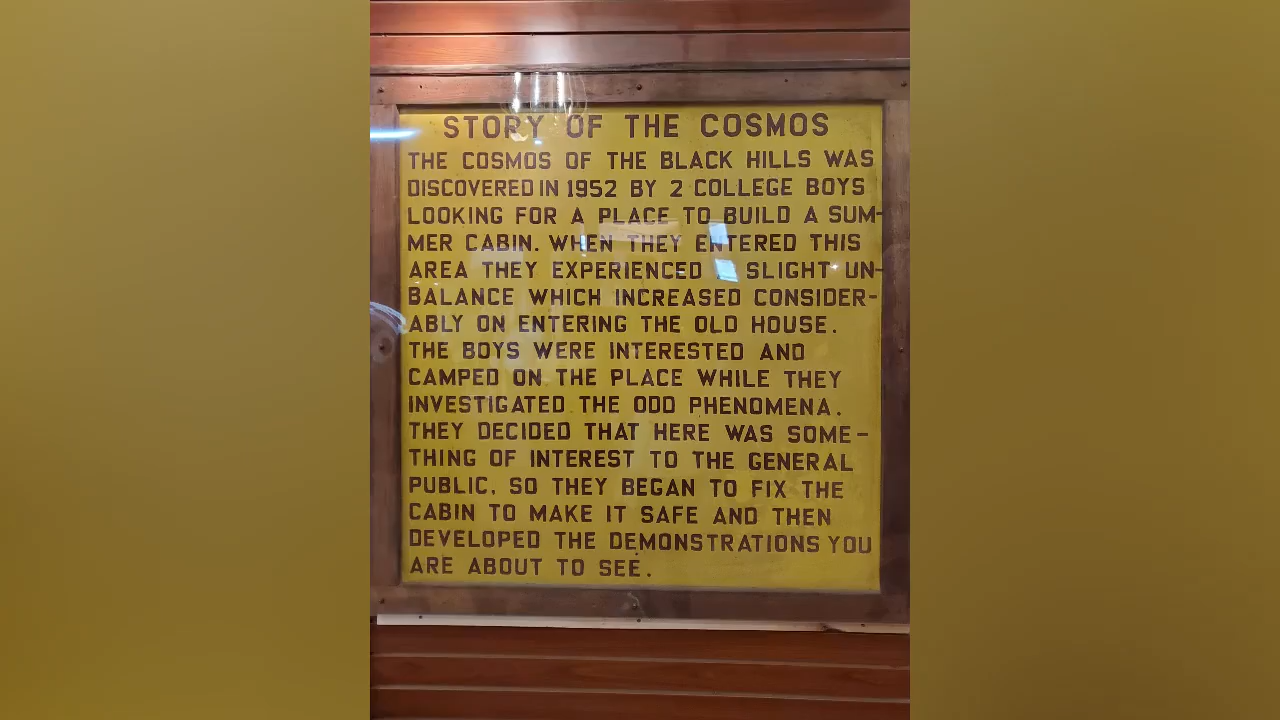 STORY OF THE COSMOS
THE COSMOS OF THE BLACK HILLS WAS
DISCOVERED IN 1952 BY 2 COLLEGE BOYS
LOOKING FOR A PLACE TO BUILD A SUM-
MER CABIN. WHEN THEY ENTERED THIS
AREA THEY EXPERIENCED A SLIGHT UN-
BALANCE WHICH INCREASED CONSIDER-
ABLY ON ENTERING THE OLD HOUSE.
THE BOYS WERE INTERESTED AND
CAMPED ON THE PLACE WHILE THEY
INVESTIGATED THE ODD PHENOMENA.
THEY DECIDED THAT HERE WAS SOME-
THING OF INTEREST TO THE GENERAL
PUBLIC, SO THEY BEGAN TO FIX THE
CABIN TO MAKE IT SAFE AND THEN
DEVELOPED THE DEMONSTRATIONS YOU
ARE ABOUT TO SEE.